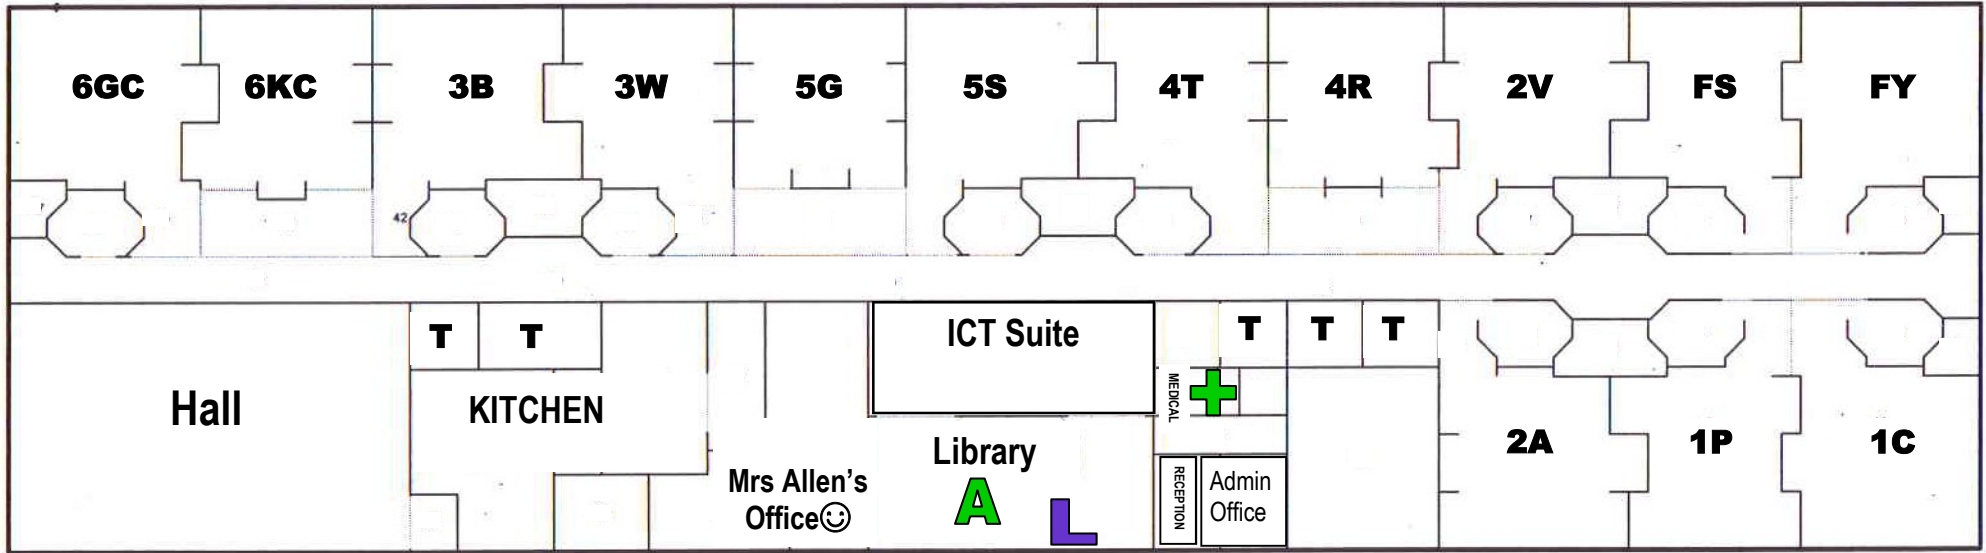 6GC
6KC
3B
3W
5G
5S
4T
4R
2V
FS
FY
42
T
T
ICT Suite
T
T
T
Hall
KITCHEN
MEDICAL
Library
2A
1P
1C
Mrs Allen's
Office☺
A
L
RECEPTION
Admin
Office